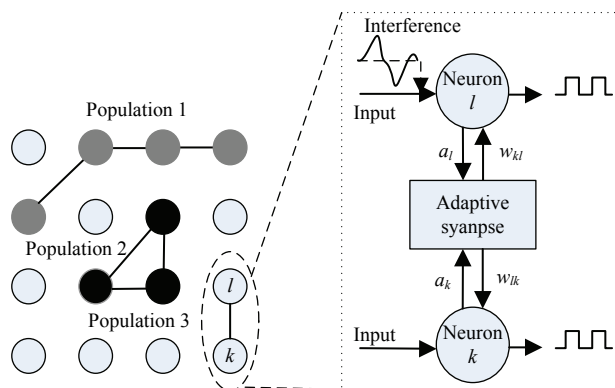 Population 1
Population 2
Population 3
l
k
Interference
Input
Neuron
l
a_l
w_kl
Adaptive
syanpse
a_k
w_lk
Input
Neuron
k